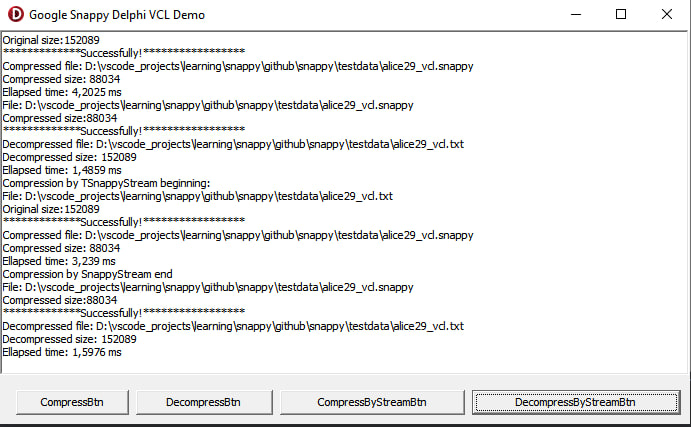 Google Snappy Delphi VCL Demo
Original size:152089
*************Successfully!*****************
Compressed file: D:\vscode_projects\learning\snappy\github\snappy\testdata\alice29_vcl.snappy
Compressed size: 88034
Ellapsed time: 4,2025 ms
File: D:\vscode_projects\learning\snappy\github\snappy\testdata\alice29_vcl.snappy
Compressed size:88034
*************Successfully!*****************
Decompressed file: D:\vscode_projects\learning\snappy\github\snappy\testdata\alice29_vcl.txt
Decompressed size: 152089
Ellapsed time: 1,4859 ms
Compression by TSnappyStream beginning:
File: D:\vscode_projects\learning\snappy\github\snappy\testdata\alice29_vcl.txt
Original size:152089
*************Successfully!*****************
Compressed file: D:\vscode_projects\learning\snappy\github\snappy\testdata\alice29_vcl.snappy
Compressed size: 88034
Ellapsed time: 3,239 ms
Compression by SnappyStream end
File: D:\vscode_projects\learning\snappy\github\snappy\testdata\alice29_vcl.snappy
Compressed size:88034
*************Successfully!*****************
Decompressed file: D:\vscode_projects\learning\snappy\github\snappy\testdata\alice29_vcl.txt
Decompressed size: 152089
Ellapsed time: 1,5976 ms
CompressBtn DecompressBtn CompressByStreamBtn DecompressByStreamBtn